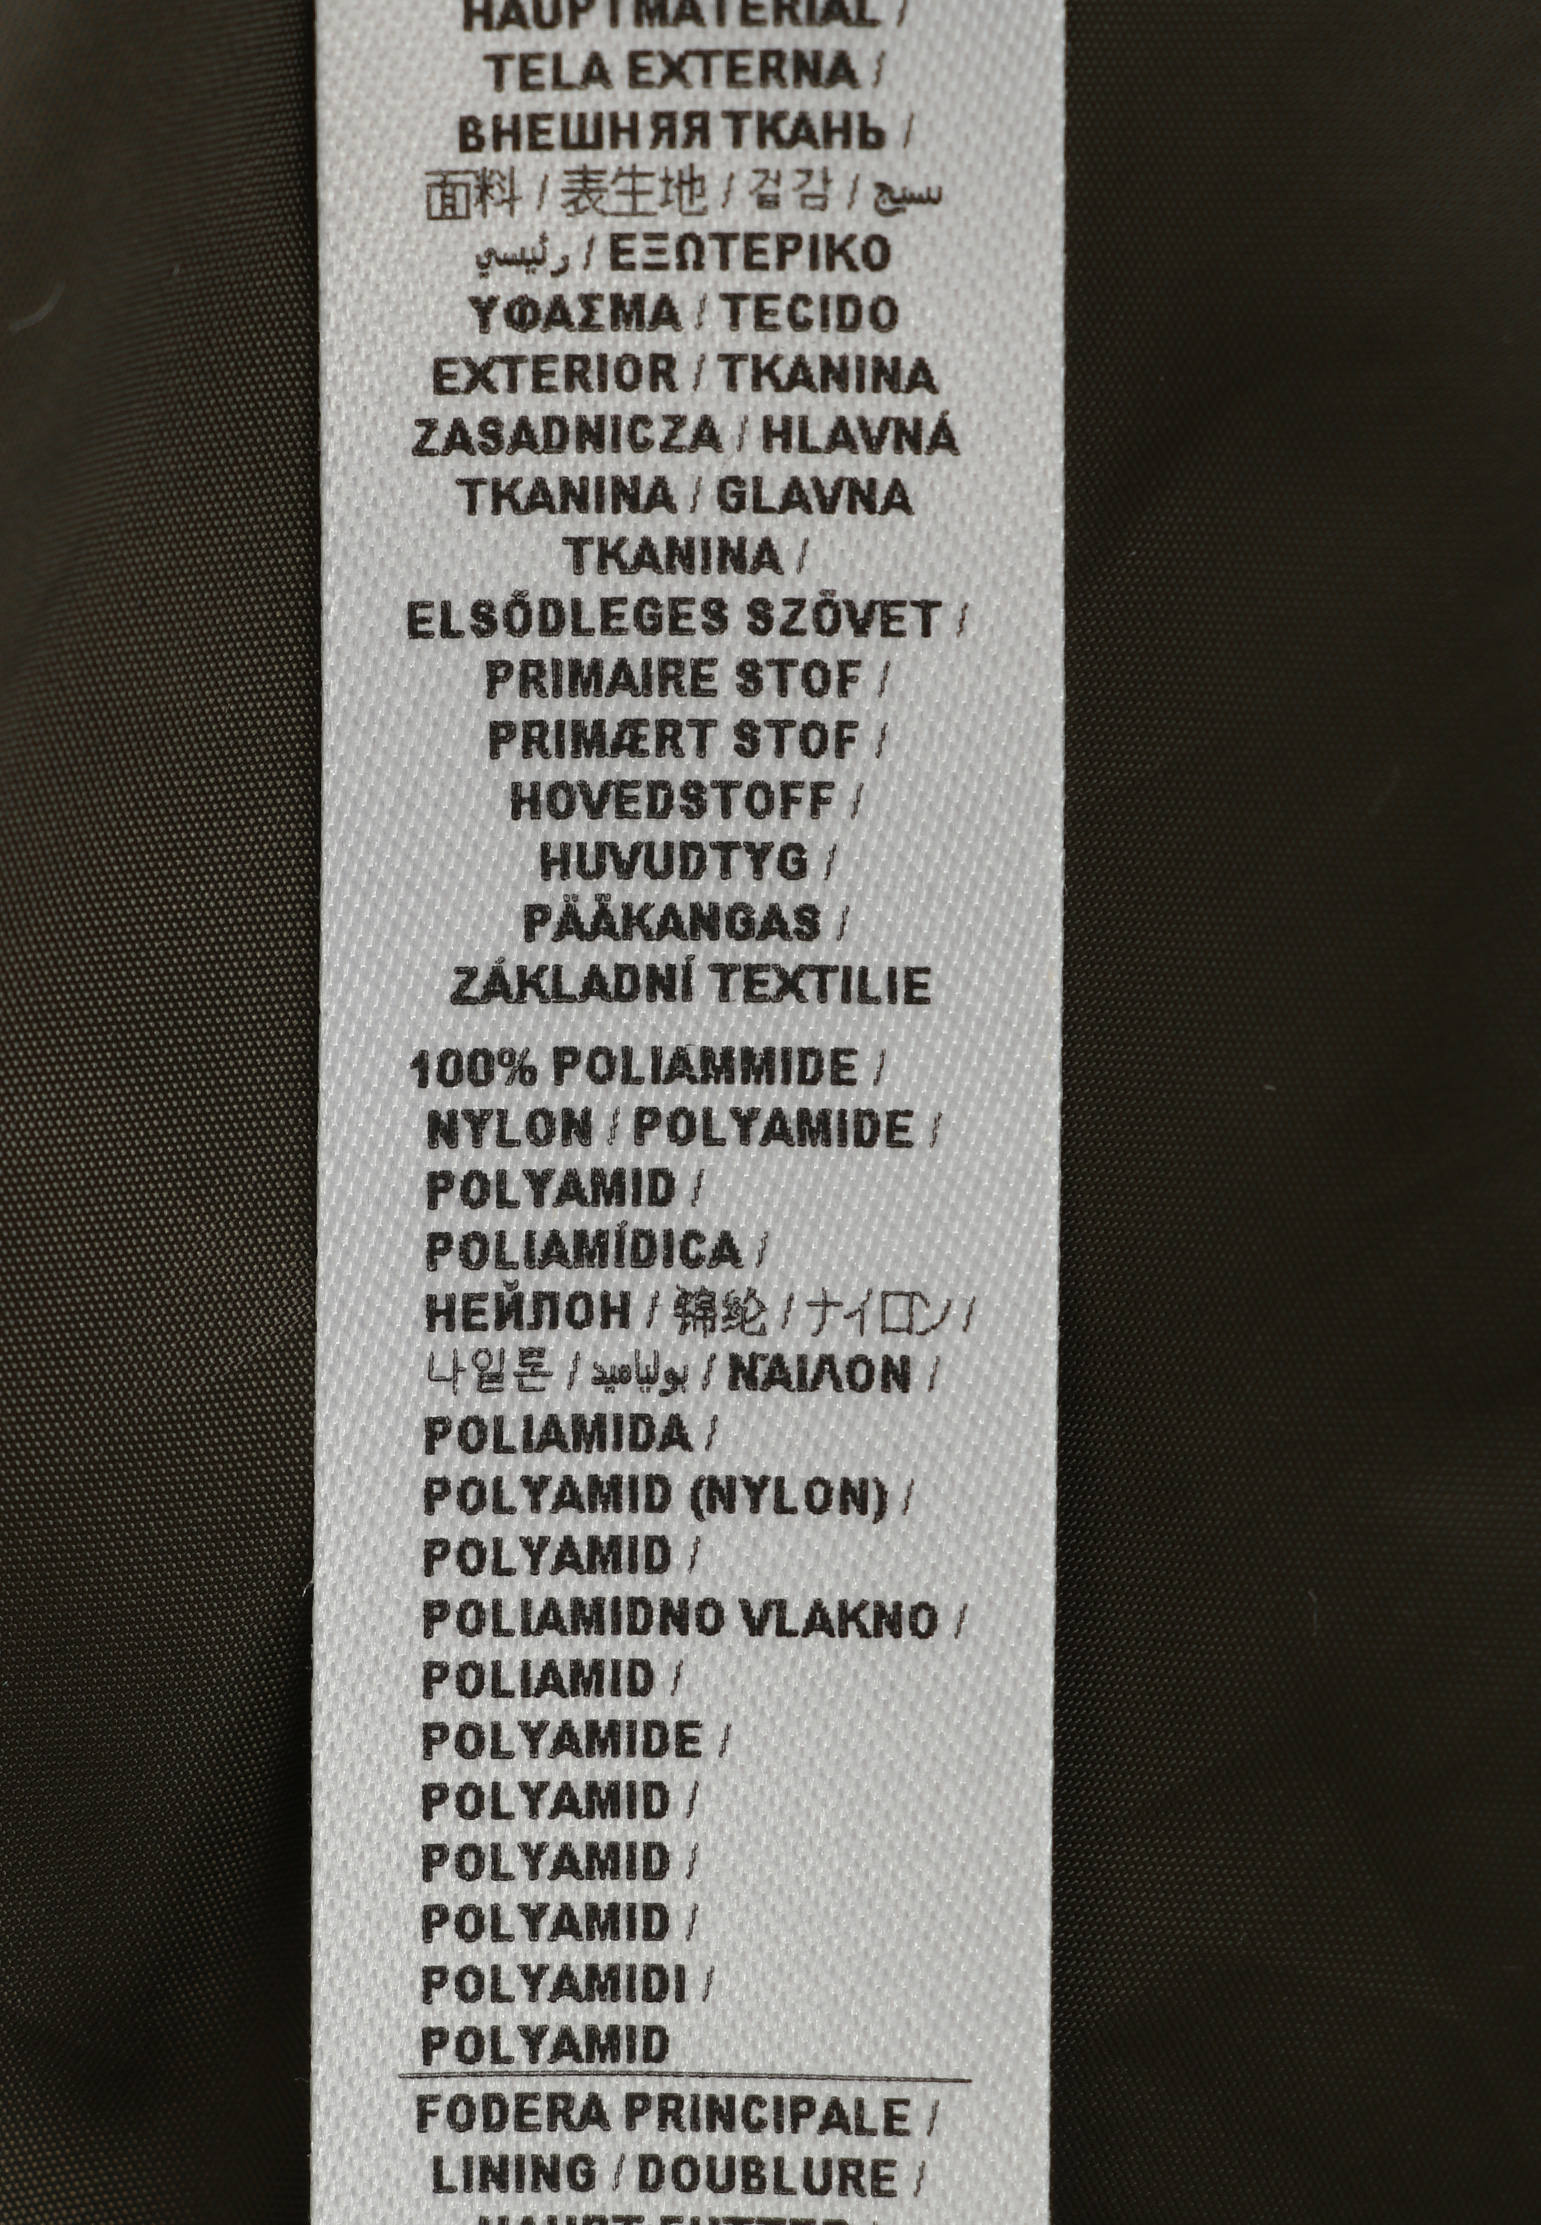 HAUPTMATERIAL /
TELA EXTERNA /
ВНЕШНЯЯ ТКАНЬ /
面料 / 表生地 / 겉감 / نسيج
رئيسي / ΕΞΩΤΕΡΙΚΟ
ΥΦΑΣΜΑ / TECIDO
EXTERIOR / TKANINA
ZASADNICZA / HLAVNÁ
TKANINA / GLAVNA
TKANINA /
ELSŐDLEGES SZÖVET /
PRIMAIRE STOF /
PRIMÆRT STOF /
HOVEDSTOFF /
HUVUDTYG /
PÄÄKANGAS /
ZÁKLADNÍ TEXTILIE
100% POLIAMMIDE /
NYLON / POLYAMIDE /
POLYAMID /
POLIAMÍDICA /
НЕЙЛОН / 锦纶 / ナイロン /
나일론 / بولياميد / ΝΑΙΛΟΝ /
POLIAMIDA /
POLYAMID (NYLON) /
POLYAMID /
POLIAMIDNO VLAKNO /
POLIAMID /
POLYAMIDE /
POLYAMID /
POLYAMID /
POLYAMID /
POLYAMIDI /
POLYAMID
FODERA PRINCIPALE /
LINING / DOUBLURE /